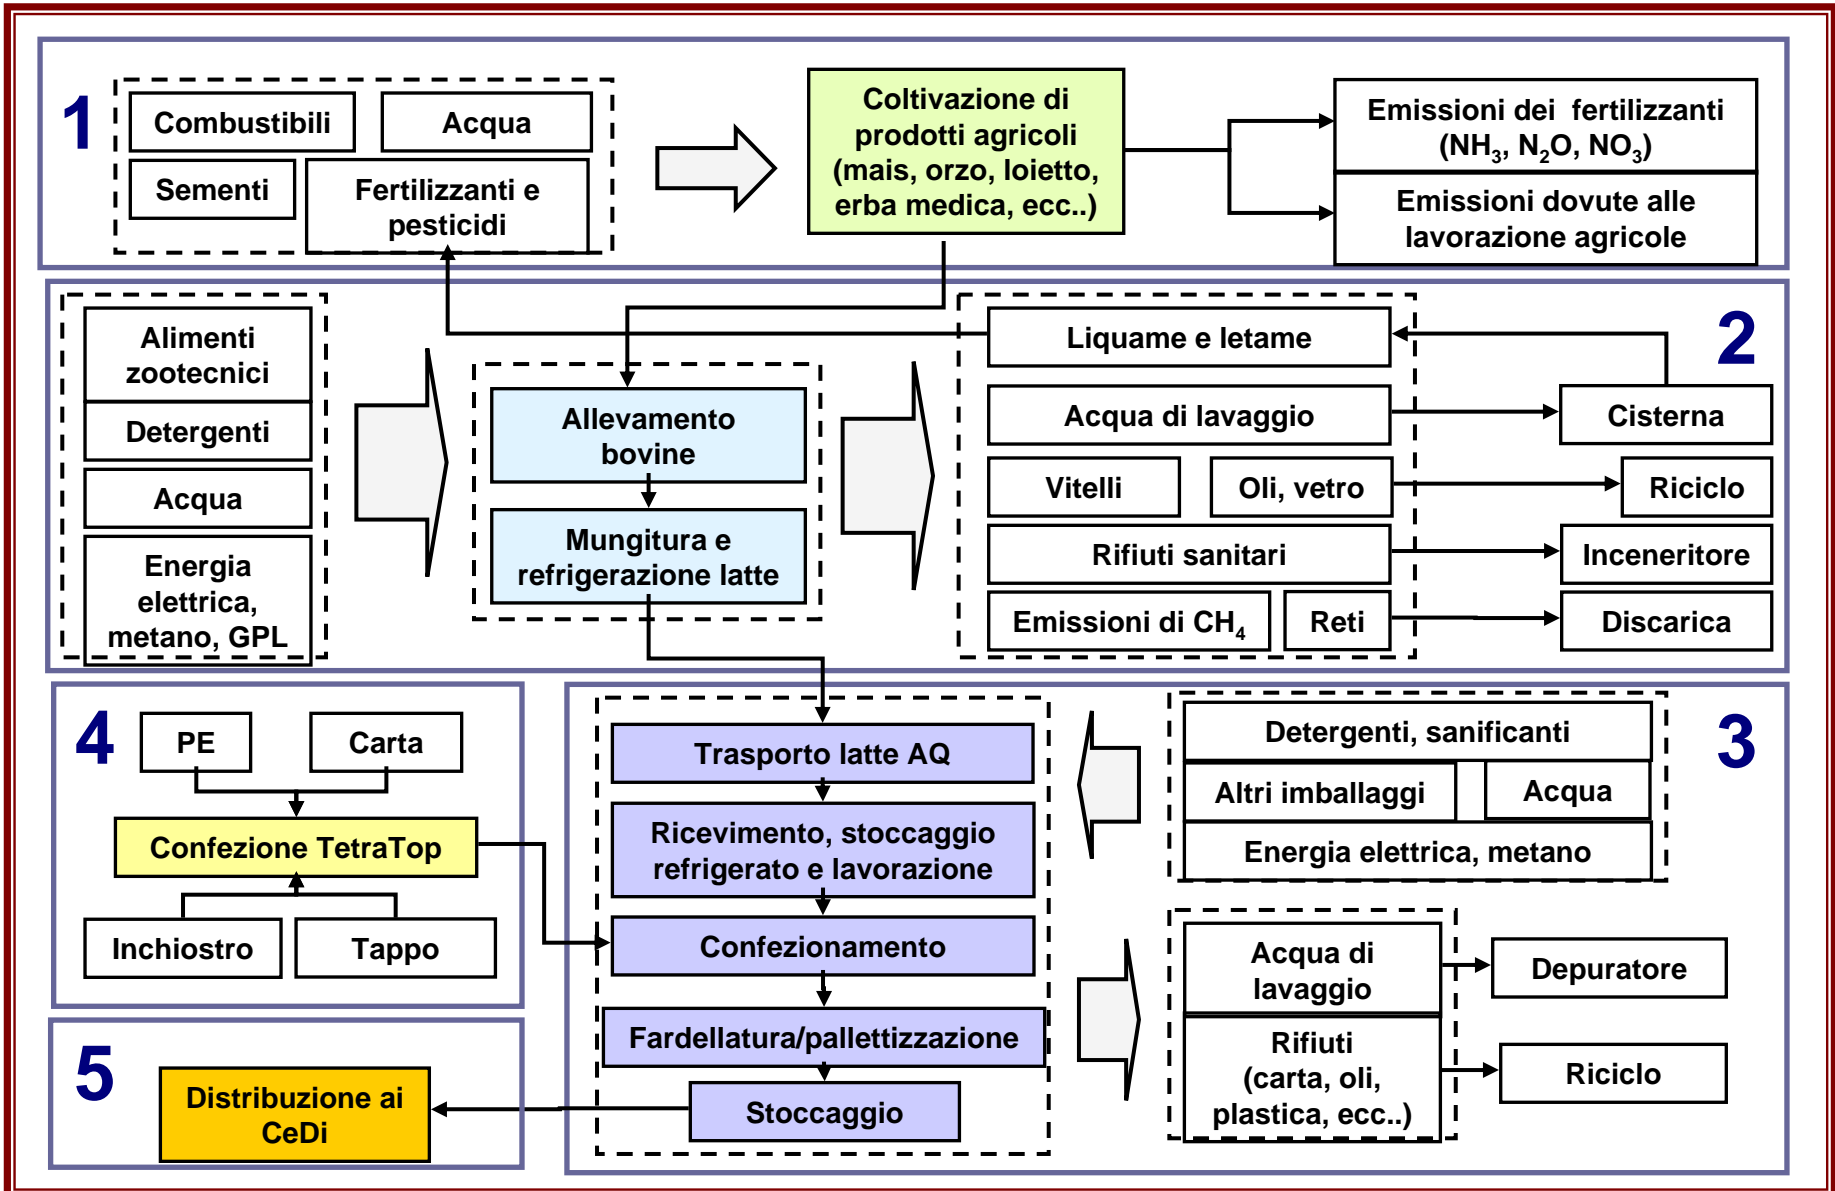 1
Combustibili
Acqua
Sementi
Fertilizzanti e
pesticidi
Coltivazione di
prodotti agricoli
(mais, orzo, loietto,
erba medica, ecc..)
Emissioni dei  fertilizzanti
(NH₃, N₂O, NO₃)
Emissioni dovute alle
lavorazione agricole
2
Alimenti
zootecnici
Detergenti
Acqua
Energia
elettrica,
metano, GPL
Allevamento
bovine
Mungitura e
refrigerazione latte
Liquame e letame
Acqua di lavaggio
Cisterna
Vitelli
Oli, vetro
Riciclo
Rifiuti sanitari
Inceneritore
Emissioni di CH₄
Reti
Discarica
4
PE
Carta
Confezione TetraTop
Inchiostro
Tappo
3
Trasporto latte AQ
Ricevimento, stoccaggio
refrigerato e lavorazione
Confezionamento
Fardellatura/pallettizzazione
Stoccaggio
Detergenti, sanificanti
Altri imballaggi
Acqua
Energia elettrica, metano
Acqua di
lavaggio
Depuratore
Rifiuti
(carta, oli,
plastica, ecc..)
Riciclo
5
Distribuzione ai
CeDi